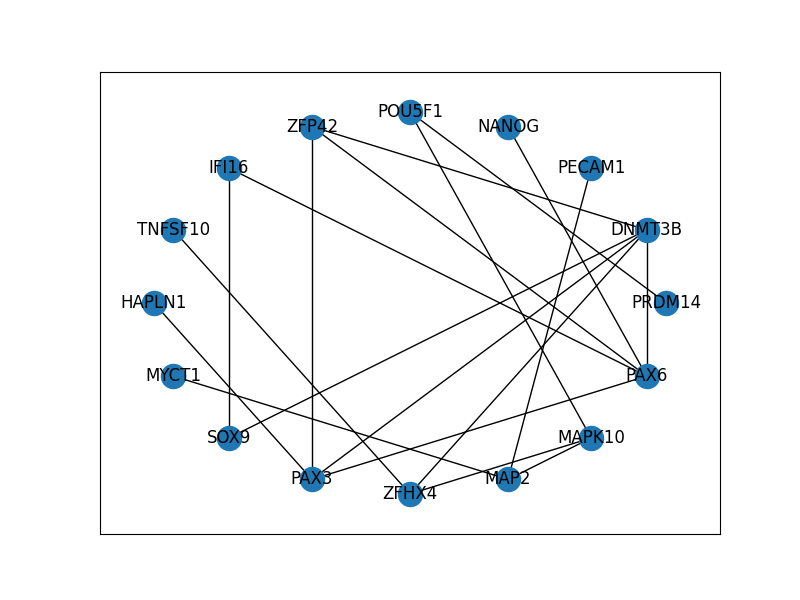 POU5F1
ZFP42
NANOG
IFI16
PECAM1
TNFSF10
DNMT3B
HAPLN1
PRDM14
MYCT1
PAX6
SOX9
MAPK10
PAX3
MAP2
ZFHX4